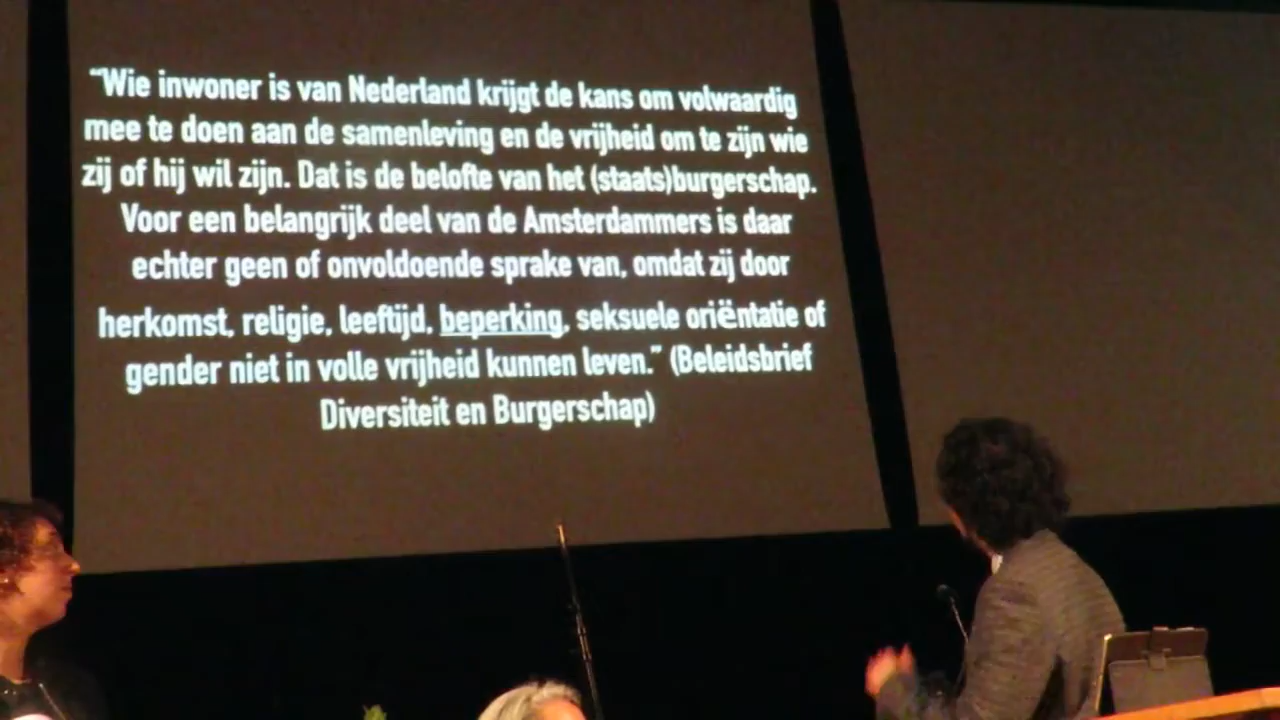 “Wie inwoner is van Nederland krijgt de kans om volwaardig
mee te doen aan de samenleving en de vrijheid om te zijn wie
zij of hij wil zijn. Dat is de belofte van het (staats)burgerschap.
Voor een belangrijk deel van de Amsterdammers is daar
echter geen of onvoldoende sprake van, omdat zij door
herkomst, religie, leeftijd, beperking, seksuele oriëntatie of
gender niet in volle vrijheid kunnen leven.” (Beleidsbrief
Diversiteit en Burgerschap)